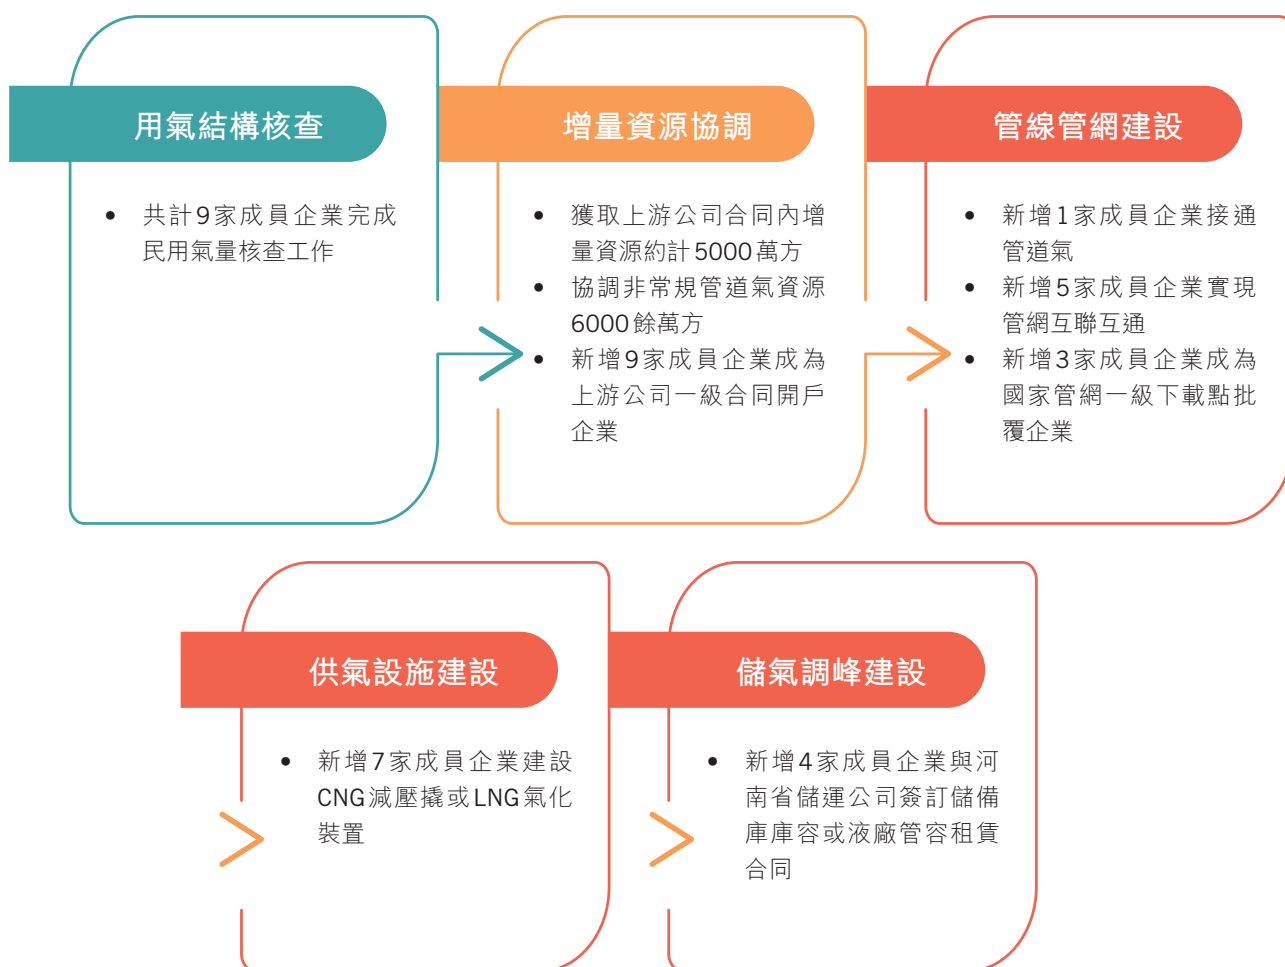 用氣結構核查
• 共計9家成員企業完成
民用氣量核查工作
增量資源協調
• 獲取上游公司合同內增
量資源約計5000萬方
• 協調非常規管道氣資源
6000餘萬方
• 新增9家成員企業成為
上游公司一級合同開戶
企業
管線管網建設
• 新增1家成員企業接通
管道氣
• 新增5家成員企業實現
管網互聯互通
• 新增3家成員企業成為
國家管網一級下載點批
覆企業
供氣設施建設
• 新增7家成員企業建設
CNG減壓撬或LNG氣化
裝置
儲氣調峰建設
• 新增4家成員企業與河
南省儲運公司簽訂儲備
庫庫容或液廠管容租賃
合同